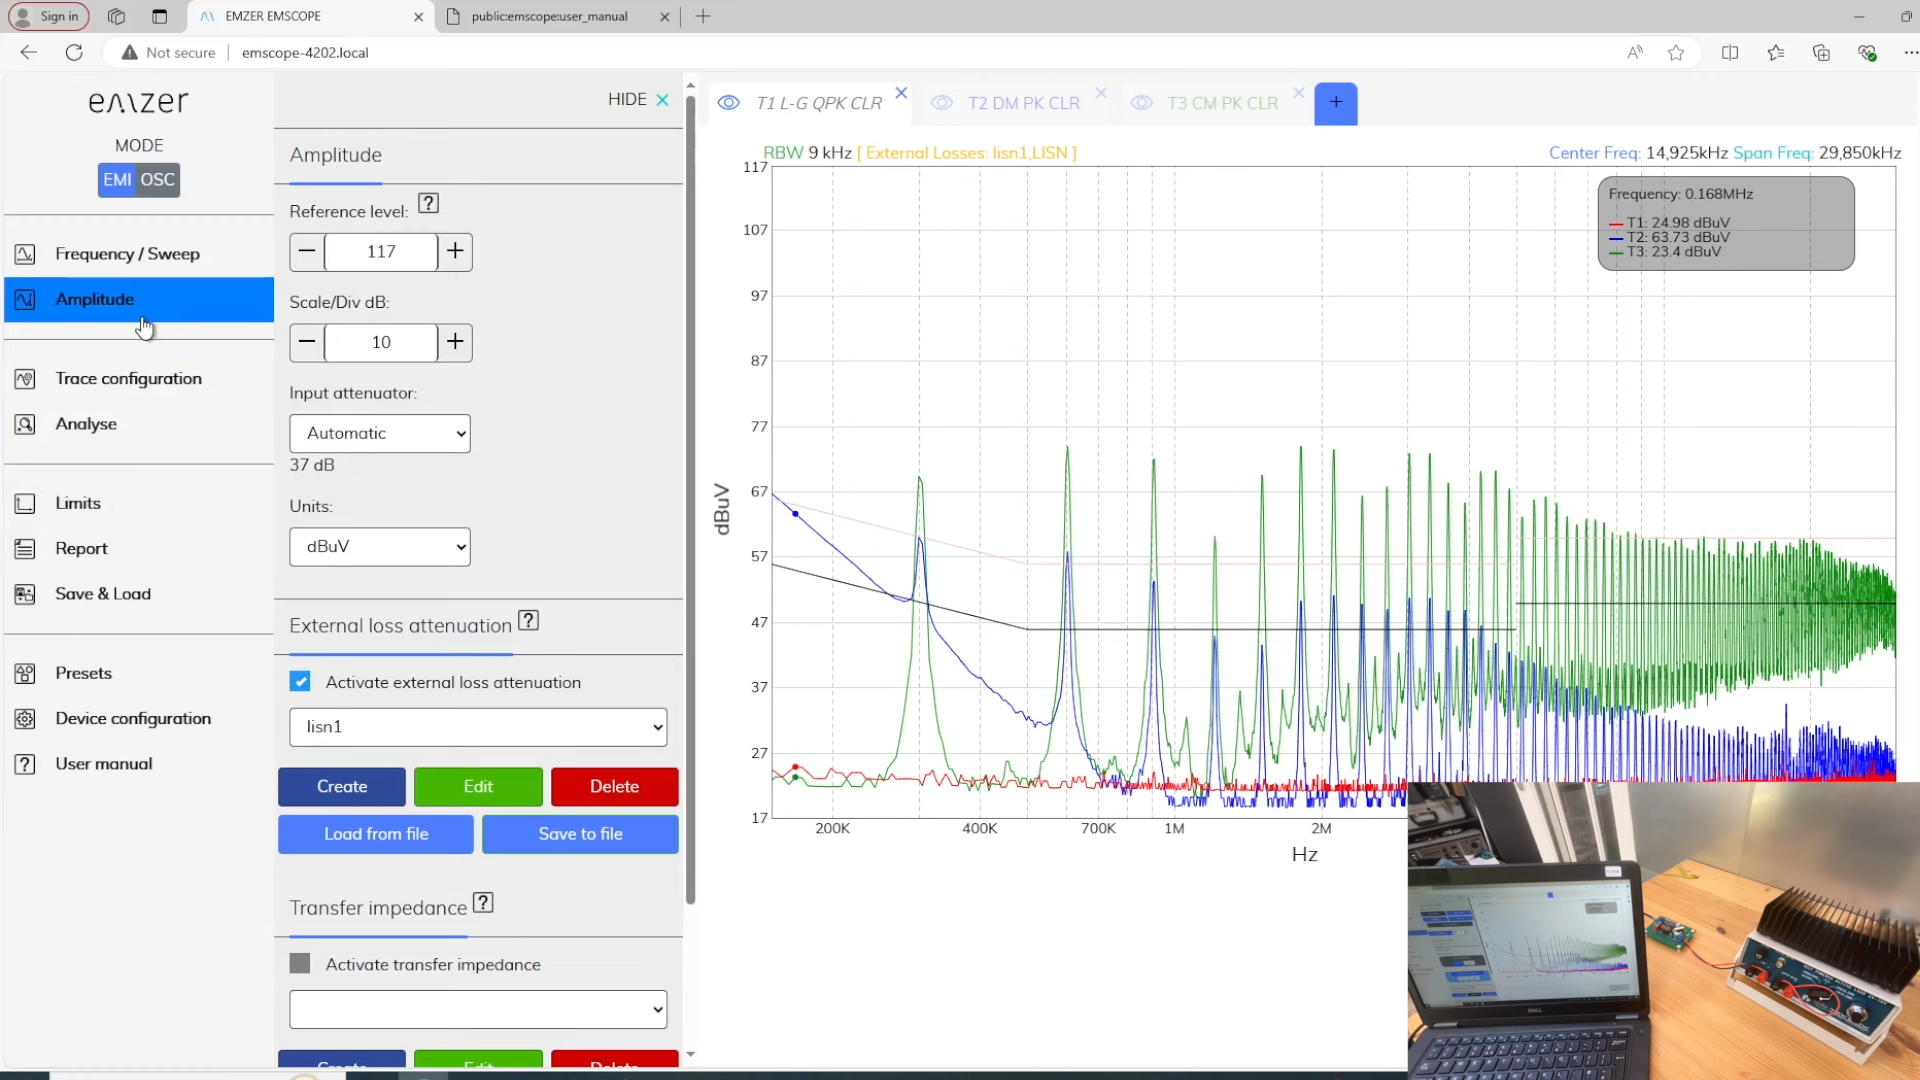 Sign in
EMZER EMSCOPE
public:emscope:user_manual
Not secure
emscope-4202.local
emzer
MODE
EMI OSC
Frequency / Sweep
Amplitude
Trace configuration
Analyse
Limits
Report
Save & Load
Presets
Device configuration
User manual
HIDE
Amplitude
Reference level: ?
− 117 +
Scale/Div dB:
− 10 +
Input attenuator:
Automatic
37 dB
Units:
dBuV
External loss attenuation ?
Activate external loss attenuation
lisn1
Create Edit Delete
Load from file Save to file
Transfer impedance ?
Activate transfer impedance
Create Edit Delete
T1 L-G QPK CLR
T2 DM PK CLR
T3 CM PK CLR
+
RBW 9 kHz [ External Losses: lisn1,LISN ]
Center Freq: 14,925kHz Span Freq: 29,850kHz
Frequency: 0.168MHz
T1: 24.98 dBuV
T2: 63.73 dBuV
T3: 23.4 dBuV
117
107
97
87
77
67
57
47
37
27
17
dBuV
200K 400K 700K 1M 2M
Hz
DELL